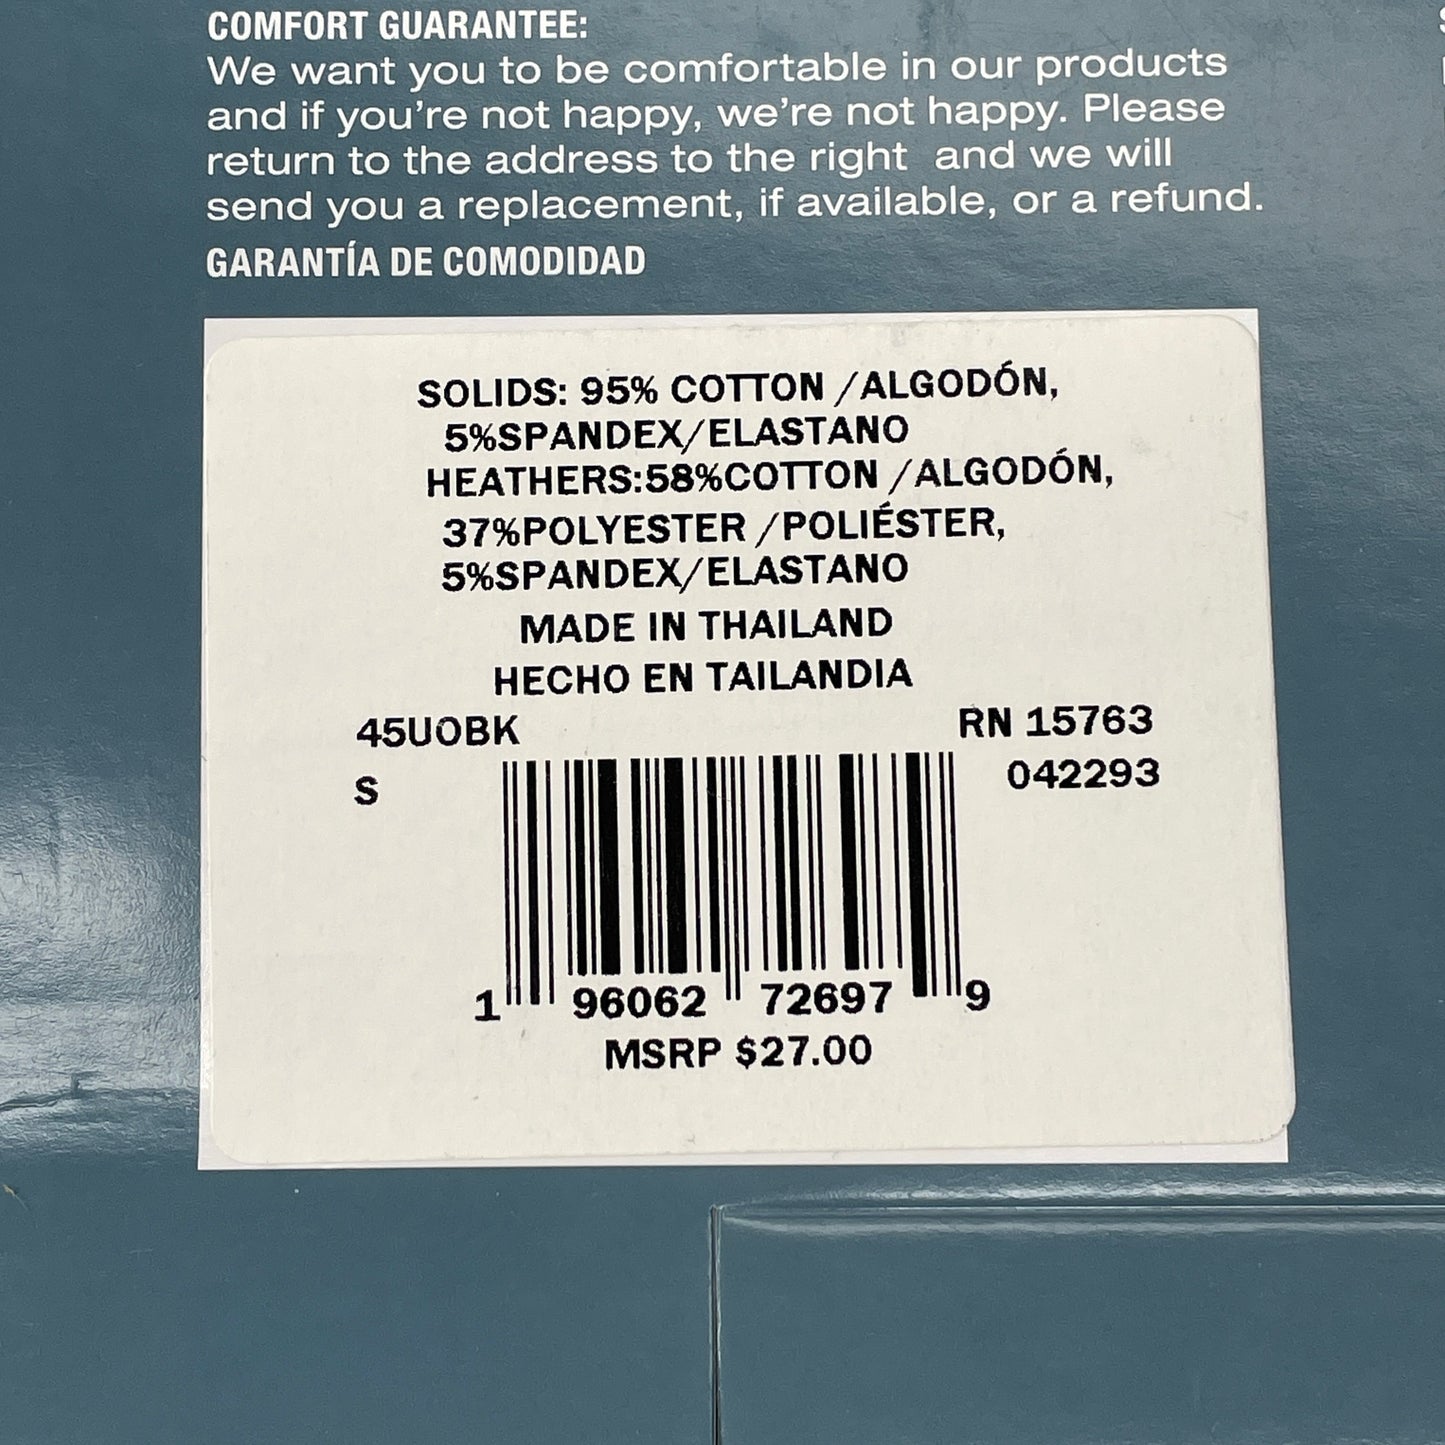 COMFORT GUARANTEE:
We want you to be comfortable in our products
and if you're not happy, we're not happy. Please
return to the address to the right and we will
send you a replacement, if available, or a refund.
GARANTÍA DE COMODIDAD
SOLIDS: 95% COTTON /ALGODÓN,
5%SPANDEX/ELASTANO
HEATHERS:58%COTTON /ALGODÓN,
37%POLYESTER /POLIÉSTER,
5%SPANDEX/ELASTANO
MADE IN THAILAND
HECHO EN TAILANDIA
45UOBK
RN 15763
S
042293
1 96062 72697 9
MSRP $27.00